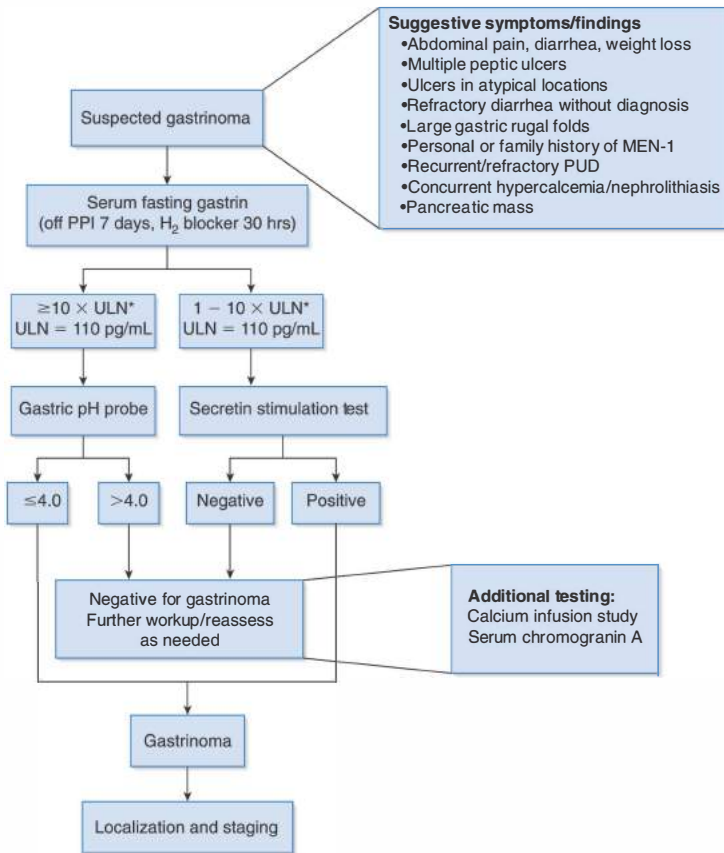 Suggestive symptoms/findings
•Abdominal pain, diarrhea, weight loss
•Multiple peptic ulcers
•Ulcers in atypical locations
•Refractory diarrhea without diagnosis
•Large gastric rugal folds
•Personal or family history of MEN-1
•Recurrent/refractory PUD
•Concurrent hypercalcemia/nephrolithiasis
•Pancreatic mass
Suspected gastrinoma
Serum fasting gastrin
(off PPI 7 days, H₂ blocker 30 hrs)
≥10 × ULN*
ULN = 110 pg/mL
1 – 10 × ULN*
ULN = 110 pg/mL
Gastric pH probe
Secretin stimulation test
≤4.0
>4.0
Negative
Positive
Negative for gastrinoma
Further workup/reassess
as needed
Additional testing:
Calcium infusion study
Serum chromogranin A
Gastrinoma
Localization and staging